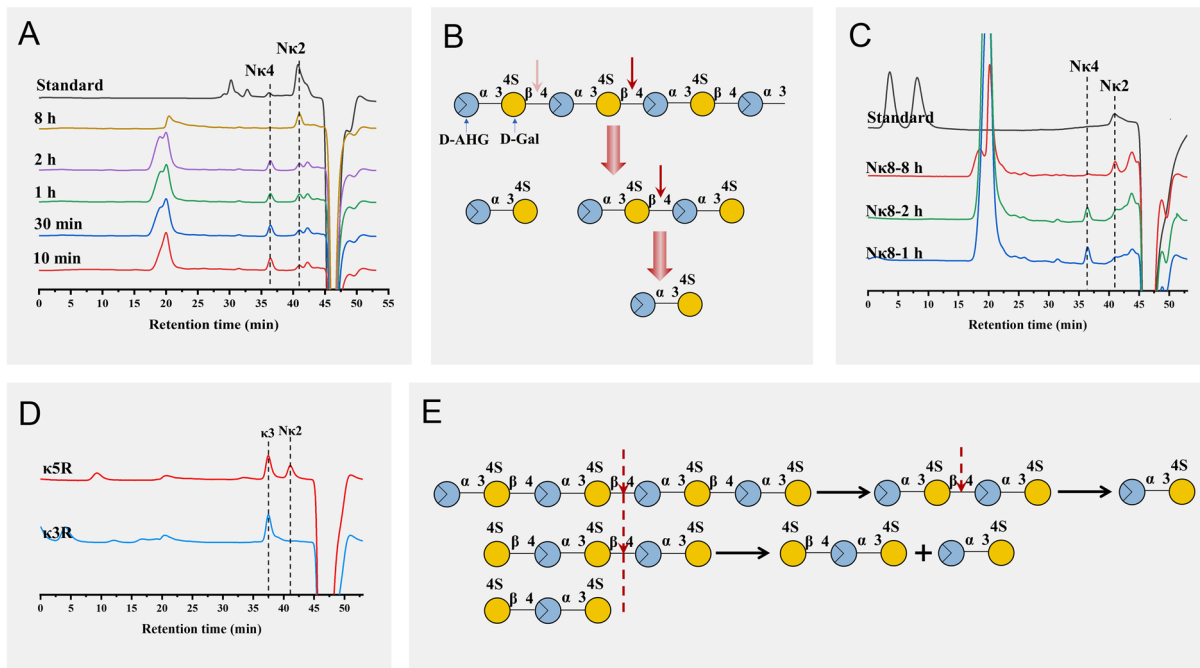 A
Nκ4 Nκ2
Standard
8 h
2 h
1 h
30 min
10 min
0 5 10 15 20 25 30 35 40 45 50 55
Retention time (min)
B
4S 4S 4S
α 3 β 4 α 3 β 4 α 3 β 4 α 3
D-AHG D-Gal
4S 4S 4S
α 3 α 3 β 4 α 3
4S
α 3
C
Nκ4
Nκ2
Standard
Nκ8-8 h
Nκ8-2 h
Nκ8-1 h
0 10 20 30 40 50
Retention time (min)
D
κ3 Nκ2
κ5R
κ3R
0 5 10 15 20 25 30 35 40 45 50
Retention time (min)
E
4S 4S 4S 4S 4S 4S 4S
α 3 β 4 α 3 β 4 α 3 β 4 α 3 α 3 β 4 α 3 α 3
4S 4S 4S 4S 4S 4S
β 4 α 3 β 4 α 3 β 4 α 3 + α 3
4S 4S
β 4 α 3